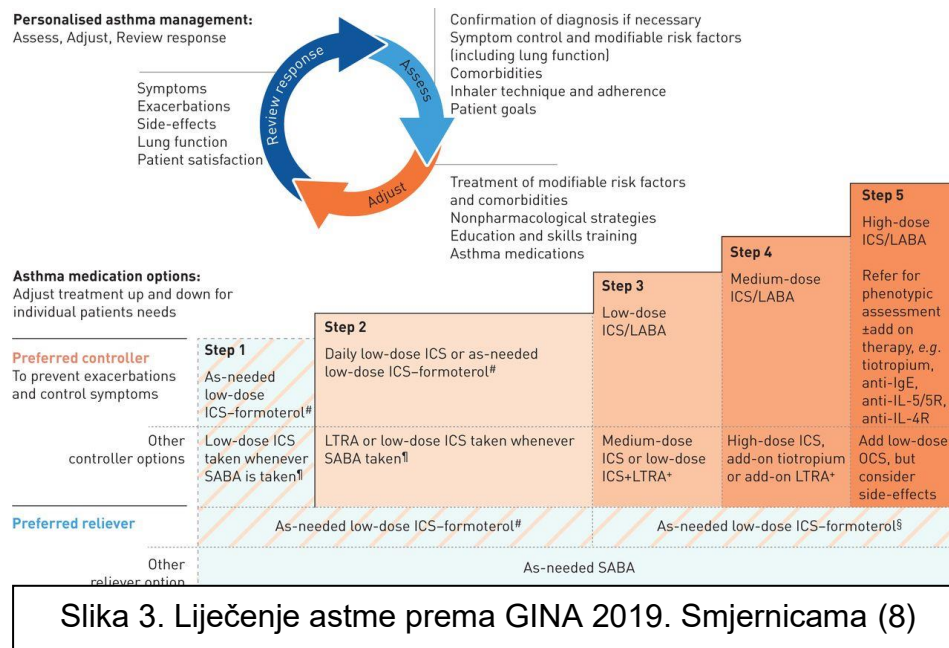 Personalised asthma management:
Assess, Adjust, Review response
Symptoms
Exacerbations
Side-effects
Lung function
Patient satisfaction
Review response
Assess
Adjust
Confirmation of diagnosis if necessary
Symptom control and modifiable risk factors
(including lung function)
Comorbidities
Inhaler technique and adherence
Patient goals
Treatment of modifiable risk factors
and comorbidities
Nonpharmacological strategies
Education and skills training
Asthma medications
Asthma medication options:
Adjust treatment up and down for
individual patients needs
Preferred controller
To prevent exacerbations
and control symptoms
Step 1
As-needed
low-dose
ICS–formoterol#
Step 2
Daily low-dose ICS or as-needed
low-dose ICS–formoterol#
Step 3
Low-dose
ICS/LABA
Step 4
Medium-dose
ICS/LABA
Step 5
High-dose
ICS/LABA
Refer for
phenotypic
assessment
±add on
therapy, e.g.
tiotropium,
anti-IgE,
anti-IL-5/5R,
anti-IL-4R
Other
controller options
Low-dose ICS
taken whenever
SABA is taken¶
LTRA or low-dose ICS taken whenever
SABA taken¶
Medium-dose
ICS or low-dose
ICS+LTRA⁺
High-dose ICS,
add-on tiotropium
or add-on LTRA⁺
Add low-dose
OCS, but
consider
side-effects
Preferred reliever
As-needed low-dose ICS–formoterol#
As-needed low-dose ICS–formoterol§
Other
reliever option
As-needed SABA
Slika 3. Liječenje astme prema GINA 2019. Smjernicama (8)